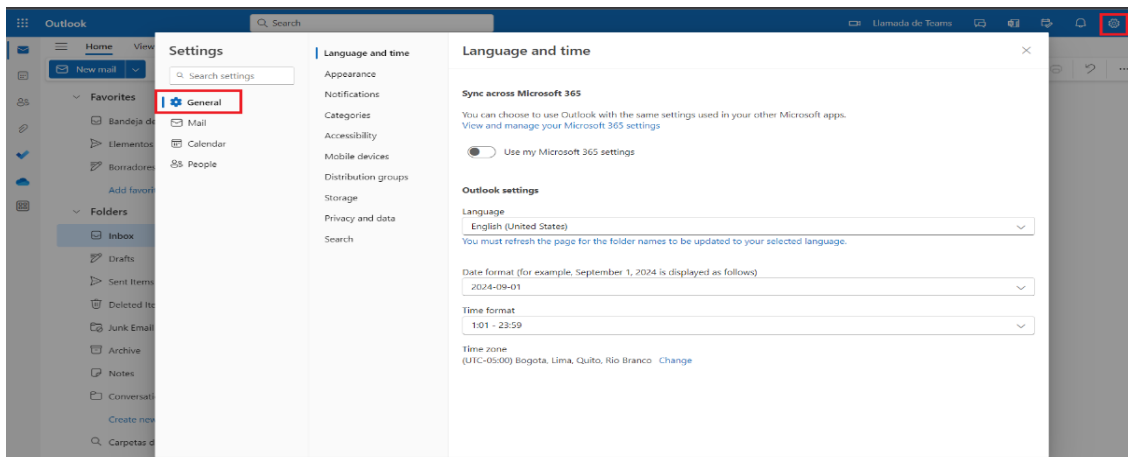 Outlook
Search
Llamada de Teams
Home View
New mail
Favorites
Bandeja de
Elementos
Borradores
Add favorit
Folders
Inbox
Drafts
Sent Items
Deleted Ite
Junk Email
Archive
Notes
Conversati
Create new
Carpetas d
Settings
Search settings
General
Mail
Calendar
People
Language and time
Appearance
Notifications
Categories
Accessibility
Mobile devices
Distribution groups
Storage
Privacy and data
Search
Language and time
Sync across Microsoft 365
You can choose to use Outlook with the same settings used in your other Microsoft apps.
View and manage your Microsoft 365 settings
Use my Microsoft 365 settings
Outlook settings
Language
English (United States)
You must refresh the page for the folder names to be updated to your selected language.
Date format (for example, September 1, 2024 is displayed as follows)
2024-09-01
Time format
1:01 - 23:59
Time zone
(UTC-05:00) Bogota, Lima, Quito, Rio Branco Change